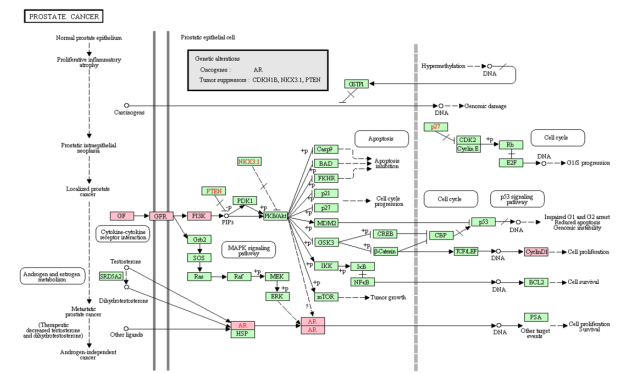 PROSTATE CANCER
Normal prostate epithelium
Proliferative inflammatory
atrophy
Carcinogens
Prostatic intraepithelial
neoplasia
Localized prostate
cancer
Metastatic
prostate cancer
(Therapeutic
decreased testosterone
and dihydrotestosterone)
Androgen-independent
cancer
Prostatic epithelial cell
Genetic alterations
Oncogenes : AR
Tumor suppressors : CDKN1B, NKX3.1, PTEN
Hypermethylation
DNA
GSTP1
DNA
Genomic damage
GF
GFR
PI3K
PTEN
PIPs
PDK1
NKX3.1
PKB/Akt
+p
+p
+p
CASP9
BAD
FKHR
p21
p27
MDM2
GSK3
IKK
mTOR
Apoptosis
Apoptosis
inhibition
Cell cycle
progression
p27
CDK2
Cyclin E
+p
Rb
E2F
DNA
Cell cycle
G1/S progression
Cell cycle
p53 signaling
pathway
CREB
β-Catenin
CBP
p53
DNA
Impaired G1 and G2 arrest
Reduced apoptosis
Genomic instability
TCF/LEF
DNA
CyclinD1
Cell proliferation
IκB
NFκB
DNA
BCL2
Cell survival
Tumor growth
Cytokine-cytokine
receptor interaction
Grb2
SOS
Ras
Raf
+p
MEK
+p
ERK
MAPK signaling
pathway
Androgen and estrogen
metabolism
Testosterone
SRD5A2
Dihydrotestosterone
Other ligands
AR
HSP
AR
AR
DNA
PSA
Other target
events
Cell proliferation
Survival